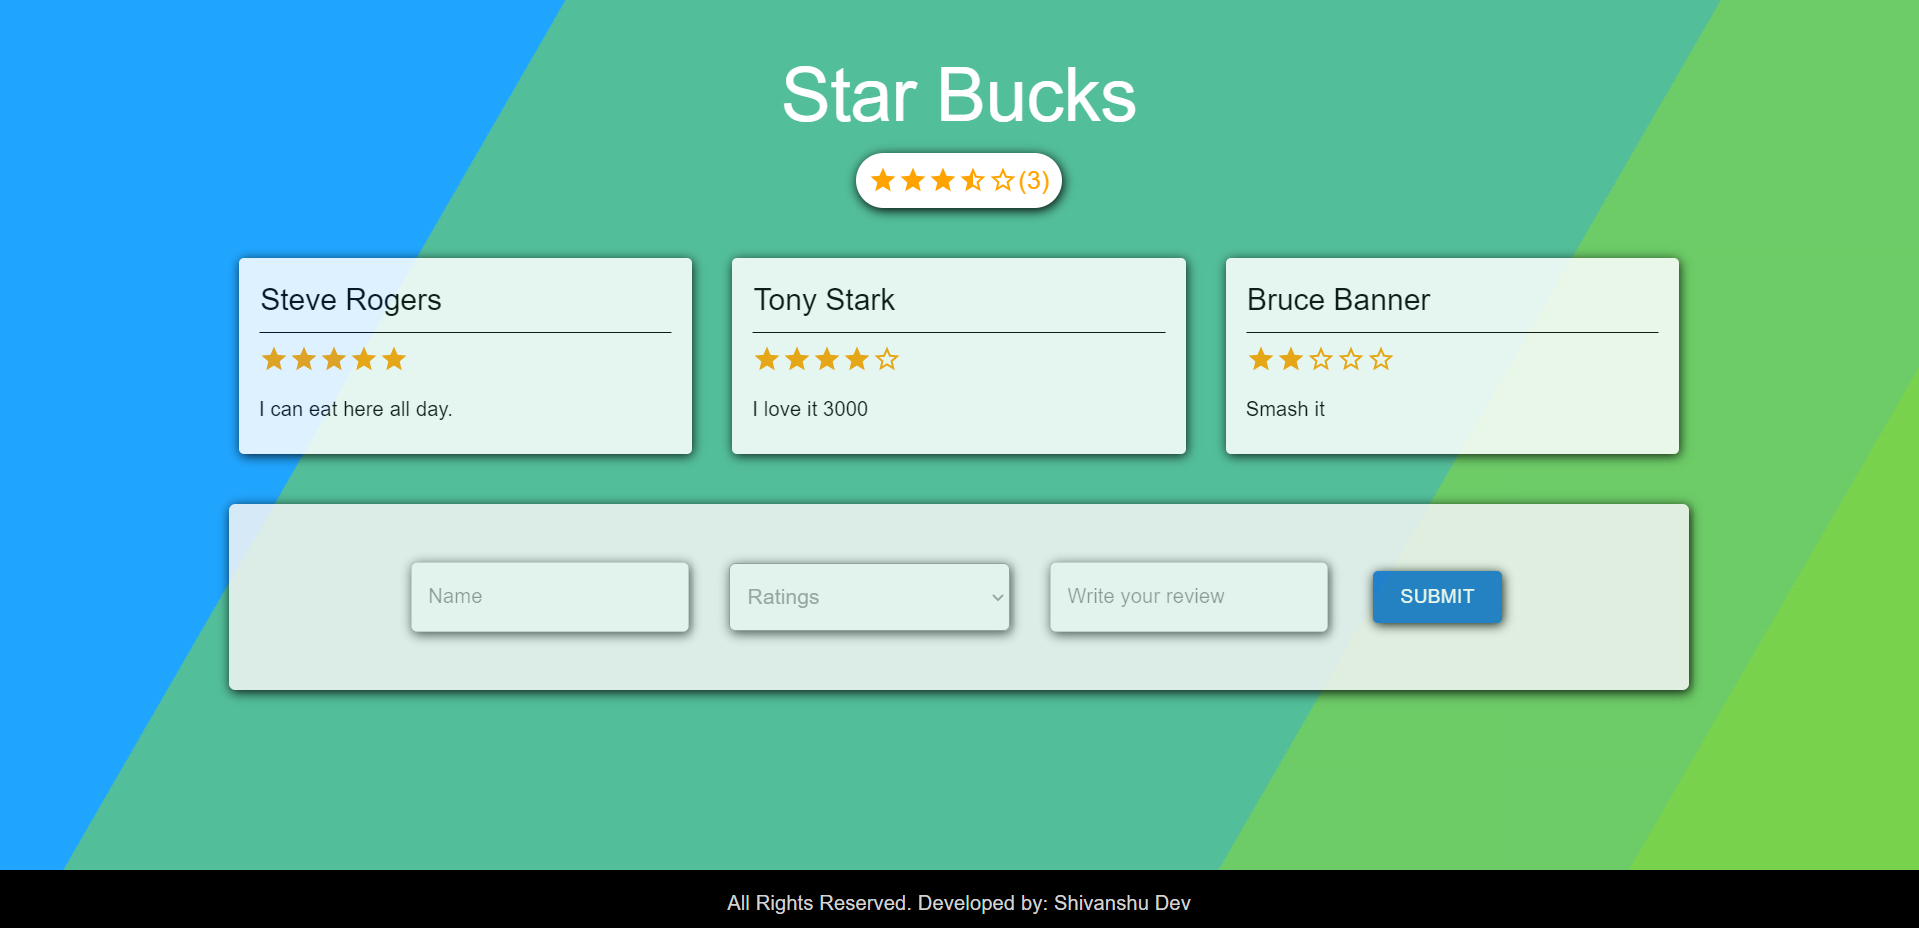 Star Bucks
(3)
Steve Rogers
I can eat here all day.
Tony Stark
I love it 3000
Bruce Banner
Smash it
Name
Ratings
Write your review
SUBMIT
All Rights Reserved. Developed by: Shivanshu Dev